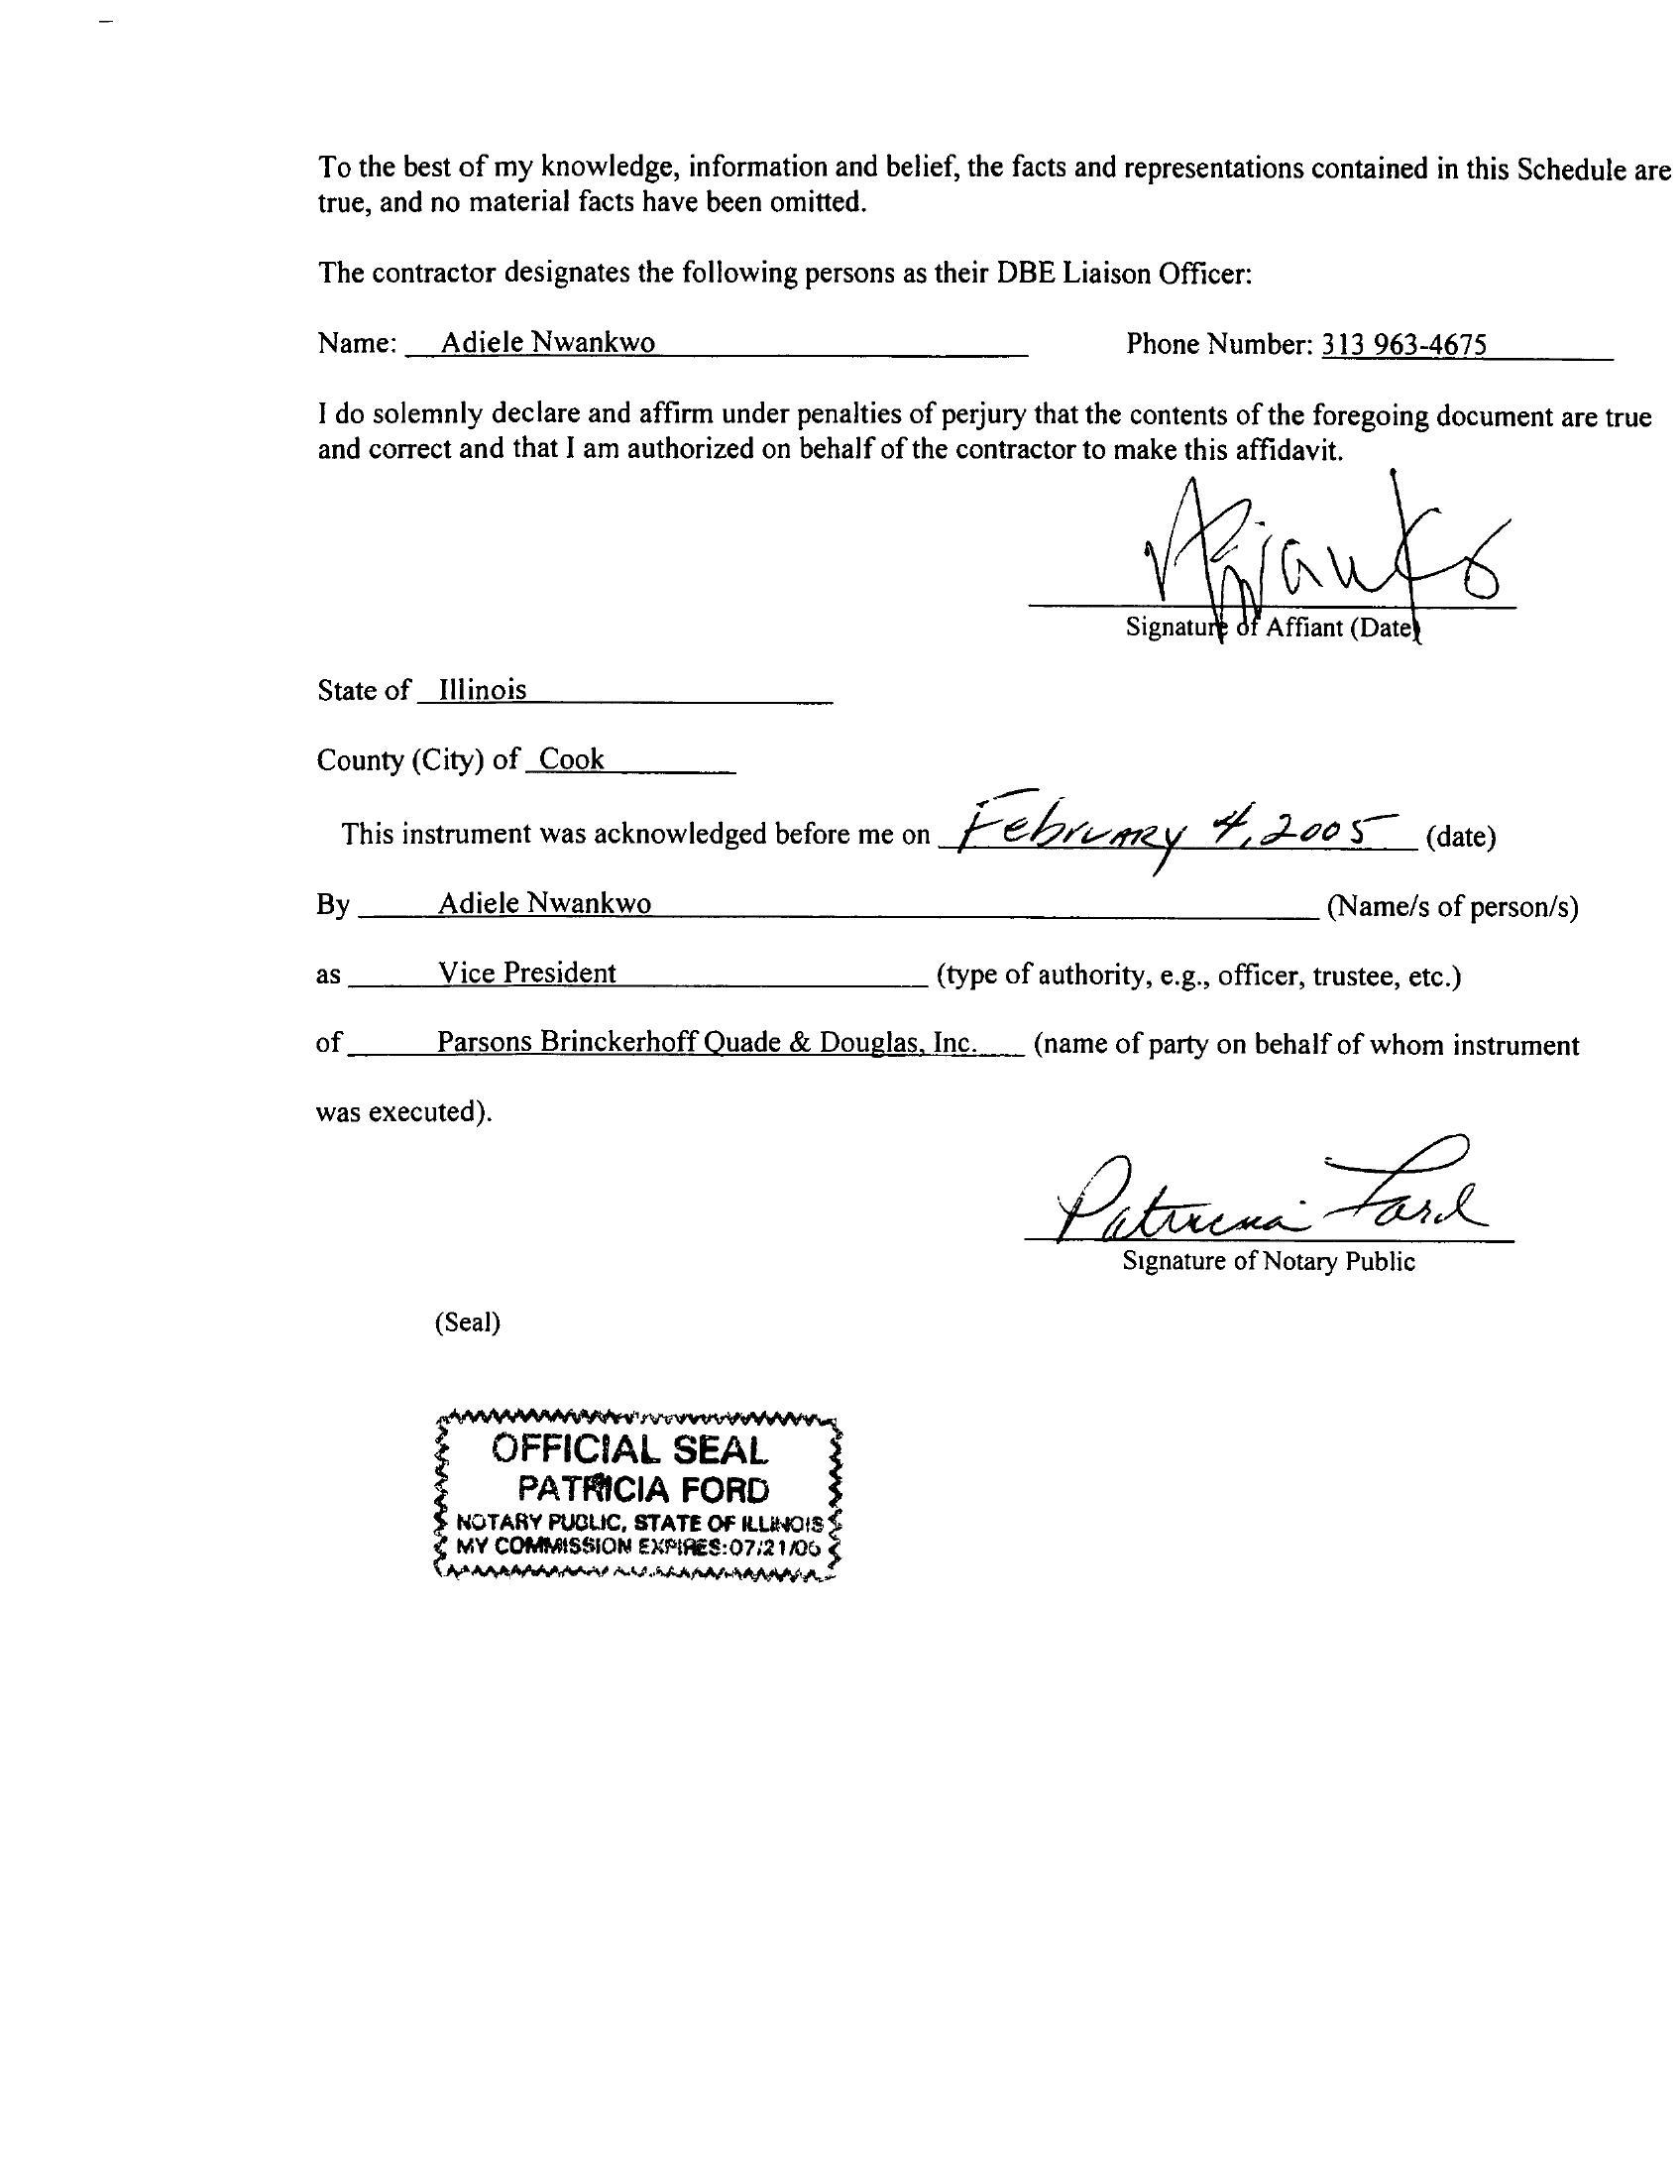 To the best of my knowledge, information and belief, the facts and representations contained in this Schedule are
true, and no material facts have been omitted.
The contractor designates the following persons as their DBE Liaison Officer:
Name: Adiele Nwankwo Phone Number: 313 963-4675
I do solemnly declare and affirm under penalties of perjury that the contents of the foregoing document are true
and correct and that I am authorized on behalf of the contractor to make this affidavit.
Signature of Affiant (Date)
State of Illinois
County (City) of Cook
This instrument was acknowledged before me on February 4, 2005 (date)
By Adiele Nwankwo (Name/s of person/s)
as Vice President (type of authority, e.g., officer, trustee, etc.)
of Parsons Brinckerhoff Quade & Douglas, Inc. (name of party on behalf of whom instrument
was executed).
Patricia Ford
Signature of Notary Public
(Seal)
OFFICIAL SEAL
PATRICIA FORD
NOTARY PUBLIC, STATE OF ILLINOIS
MY COMMISSION EXPIRES:07/21/06